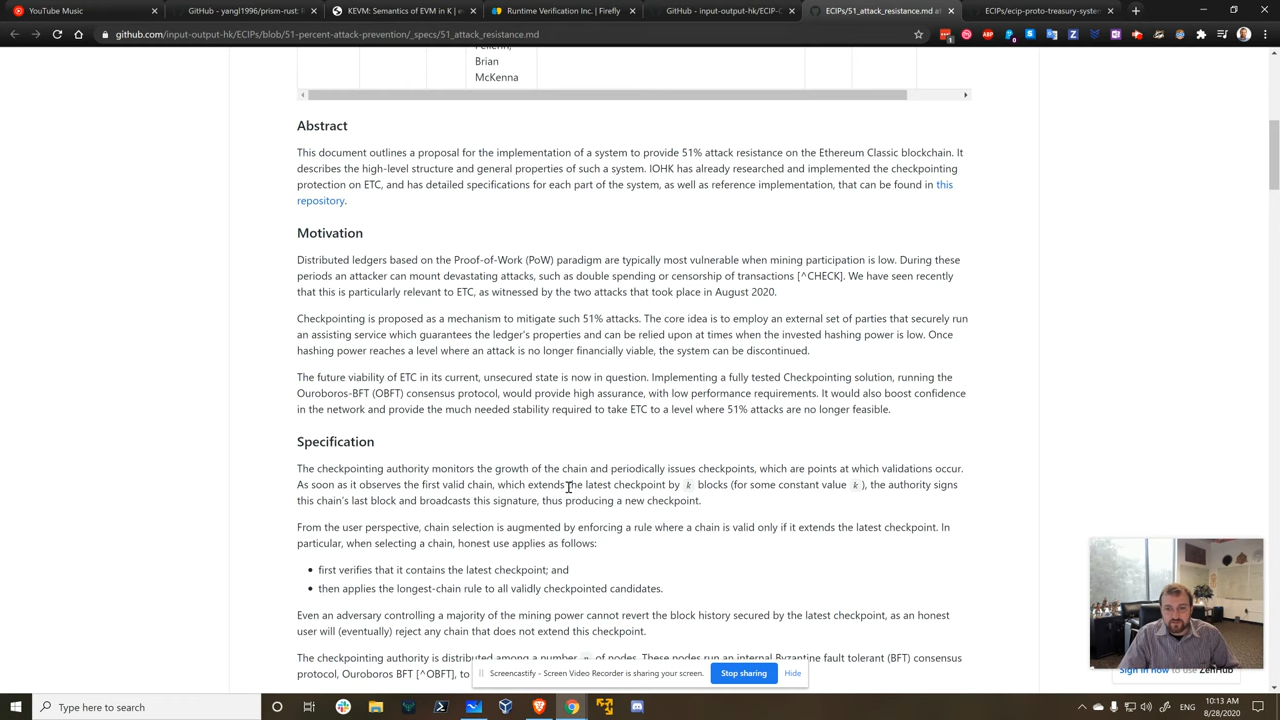 YouTube Music
GitHub - yangl1996/prism-rust: R
KEVM: Semantics of EVM in K | et
Runtime Verification Inc. | Firefly
GitHub - input-output-hk/ECIP-C
ECIPs/51_attack_resistance.md at
ECIPs/ecip-proto-treasury-system
github.com/input-output-hk/ECIPs/blob/51-percent-attack-prevention/_specs/51_attack_resistance.md
Brian
McKenna
Abstract
This document outlines a proposal for the implementation of a system to provide 51% attack resistance on the Ethereum Classic blockchain. It
describes the high-level structure and general properties of such a system. IOHK has already researched and implemented the checkpointing
protection on ETC, and has detailed specifications for each part of the system, as well as reference implementation, that can be found in this
repository.
Motivation
Distributed ledgers based on the Proof-of-Work (PoW) paradigm are typically most vulnerable when mining participation is low. During these
periods an attacker can mount devastating attacks, such as double spending or censorship of transactions [^CHECK]. We have seen recently
that this is particularly relevant to ETC, as witnessed by the two attacks that took place in August 2020.
Checkpointing is proposed as a mechanism to mitigate such 51% attacks. The core idea is to employ an external set of parties that securely run
an assisting service which guarantees the ledger's properties and can be relied upon at times when the invested hashing power is low. Once
hashing power reaches a level where an attack is no longer financially viable, the system can be discontinued.
The future viability of ETC in its current, unsecured state is now in question. Implementing a fully tested Checkpointing solution, running the
Ouroboros-BFT (OBFT) consensus protocol, would provide high assurance, with low performance requirements. It would also boost confidence
in the network and provide the much needed stability required to take ETC to a level where 51% attacks are no longer feasible.
Specification
The checkpointing authority monitors the growth of the chain and periodically issues checkpoints, which are points at which validations occur.
As soon as it observes the first valid chain, which extends the latest checkpoint by k blocks (for some constant value k ), the authority signs
this chain's last block and broadcasts this signature, thus producing a new checkpoint.
From the user perspective, chain selection is augmented by enforcing a rule where a chain is valid only if it extends the latest checkpoint. In
particular, when selecting a chain, honest use applies as follows:
first verifies that it contains the latest checkpoint; and
then applies the longest-chain rule to all validly checkpointed candidates.
Even an adversary controlling a majority of the mining power cannot revert the block history secured by the latest checkpoint, as an honest
user will (eventually) reject any chain that does not extend this checkpoint.
The checkpointing authority is distributed among a number n of nodes. These nodes run an internal Byzantine fault tolerant (BFT) consensus
protocol, Ouroboros BFT [^OBFT], to
Screencastify - Screen Video Recorder is sharing your screen.
Stop sharing
Hide
Sign in now to use ZenHub
Type here to search
10:13 AM
8/28/2020